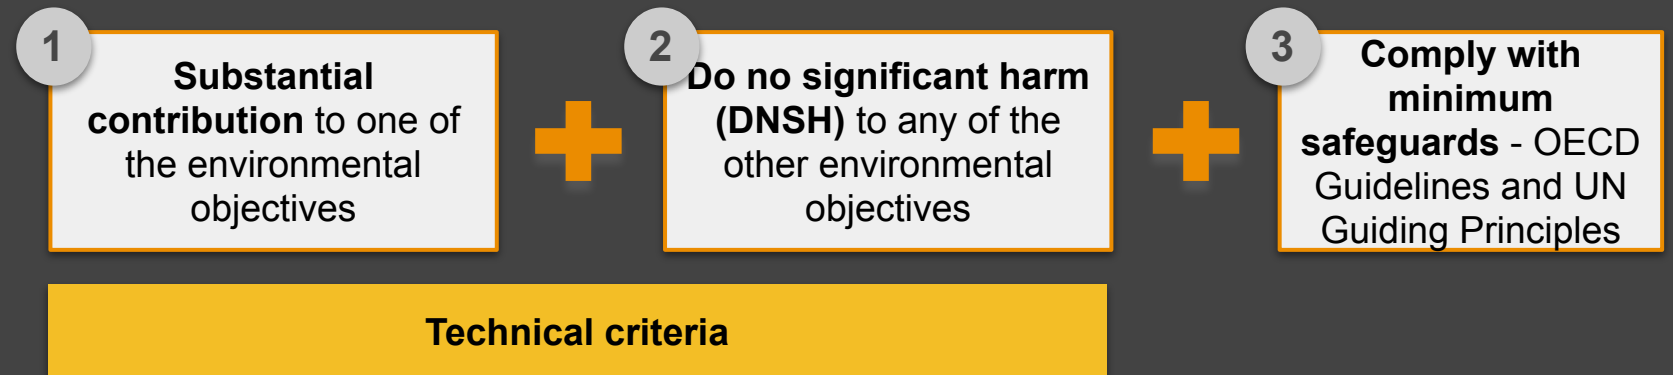 1
Substantial
contribution to one of
the environmental
objectives
2
Do no significant harm
(DNSH) to any of the
other environmental
objectives
3
Comply with
minimum
safeguards - OECD
Guidelines and UN
Guiding Principles
Technical criteria